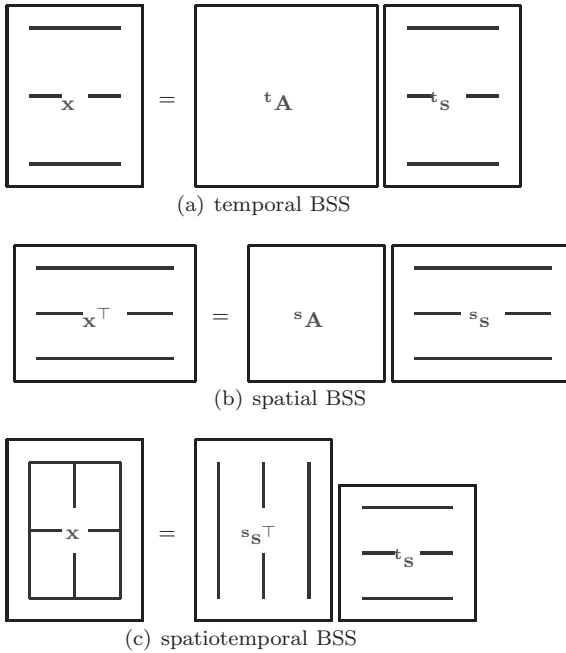 x = ᵗA ᵗs
(a) temporal BSS
x⊤ = ˢA ˢs
(b) spatial BSS
x = ˢs⊤ ᵗs
(c) spatiotemporal BSS